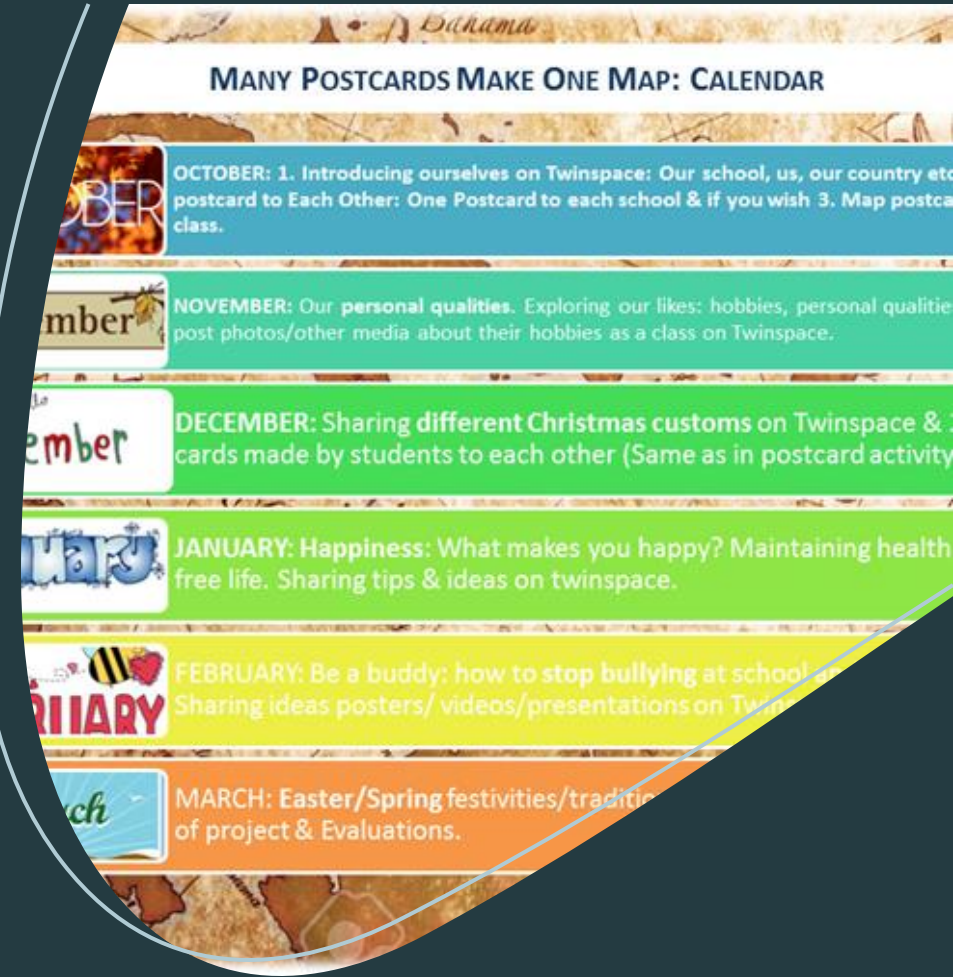 Bahama
MANY POSTCARDS MAKE ONE MAP: CALENDAR
OCTOBER: 1. Introducing ourselves on Twinspace: Our school, us, our country etc
postcard to Each Other: One Postcard to each school & if you wish 3. Map postca
class.
BER
NOVEMBER: Our personal qualities. Exploring our likes: hobbies, personal qualitie
post photos/other media about their hobbies as a class on Twinspace.
mber
DECEMBER: Sharing different Christmas customs on Twinspace &
cards made by students to each other (Same as in postcard activity
ember
JANUARY: Happiness: What makes you happy? Maintaining health
free life. Sharing tips & ideas on twinspace.
uary
FEBRUARY: Be a buddy: how to stop bullying at school
Sharing ideas posters/ videos/presentations on Twins
RUARY
MARCH: Easter/Spring festivities/traditio
of project & Evaluations.
ch